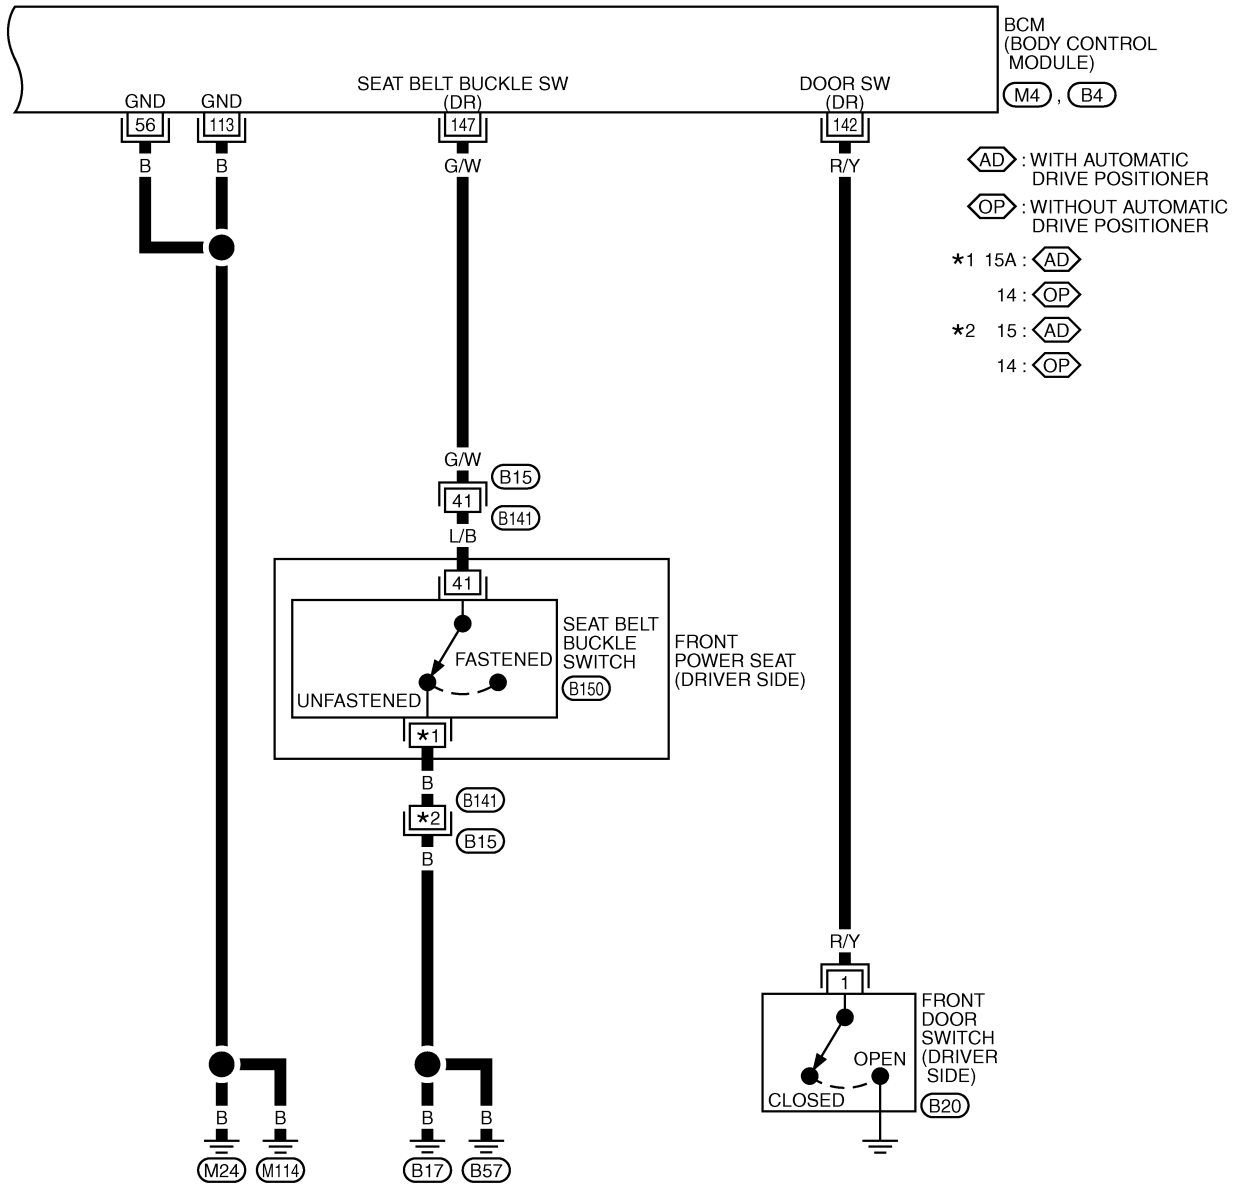 BCM
(BODY CONTROL
MODULE)
M4 , B4
SEAT BELT BUCKLE SW
(DR)
DOOR SW
(DR)
GND GND
56 113 147 142
B B G/W R/Y
AD : WITH AUTOMATIC
DRIVE POSITIONER
OP : WITHOUT AUTOMATIC
DRIVE POSITIONER
*1 15A : AD
14 : OP
*2 15 : AD
14 : OP
G/W
B15
41
B141
L/B
41
SEAT BELT
BUCKLE
SWITCH
B150
FASTENED
UNFASTENED
FRONT
POWER SEAT
(DRIVER SIDE)
*1
B
B141
*2
B15
B
R/Y
1
FRONT
DOOR
SWITCH
(DRIVER
SIDE)
B20
OPEN
CLOSED
B B B B
M24 M114 B17 B57